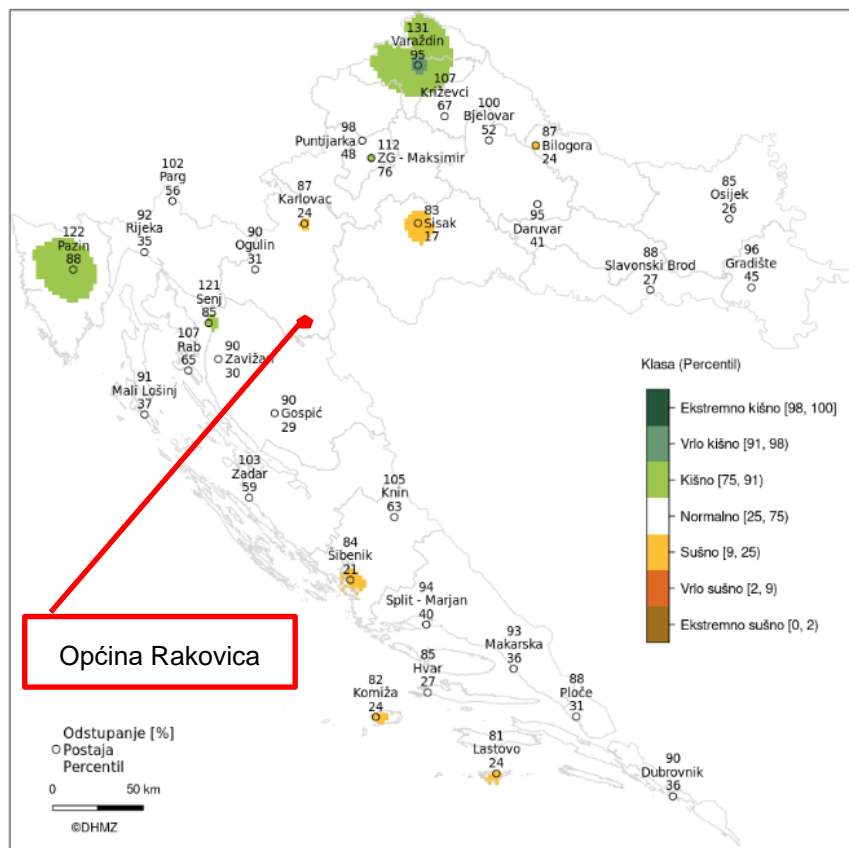 131
Varaždin
95
107
Križevci
67
100
Bjelovar
52
98
Puntijarka
48
112
ZG - Maksimir
76
87
Bilogora
24
102
Parg
56
87
Karlovac
24
83
Sisak
17
95
Daruvar
41
85
Osijek
26
92
Rijeka
35
90
Ogulin
31
122
Pazin
88
88
Slavonski Brod
27
96
Gradište
45
121
Senj
85
107
Rab
65
90
Zavižan
30
91
Mali Lošinj
37
90
Gospić
29
103
Zadar
59
105
Knin
63
84
Šibenik
21
94
Split - Marjan
40
93
Makarska
36
85
Hvar
27
82
Komiža
24
88
Ploče
31
81
Lastovo
24
90
Dubrovnik
36
Klasa (Percentil)
Ekstremno kišno [98, 100]
Vrlo kišno [91, 98)
Kišno [75, 91)
Normalno [25, 75)
Sušno [9, 25)
Vrlo sušno [2, 9)
Ekstremno sušno [0, 2)
Općina Rakovica
Odstupanje [%]
Postaja
Percentil
0 50 km
©DHMZ